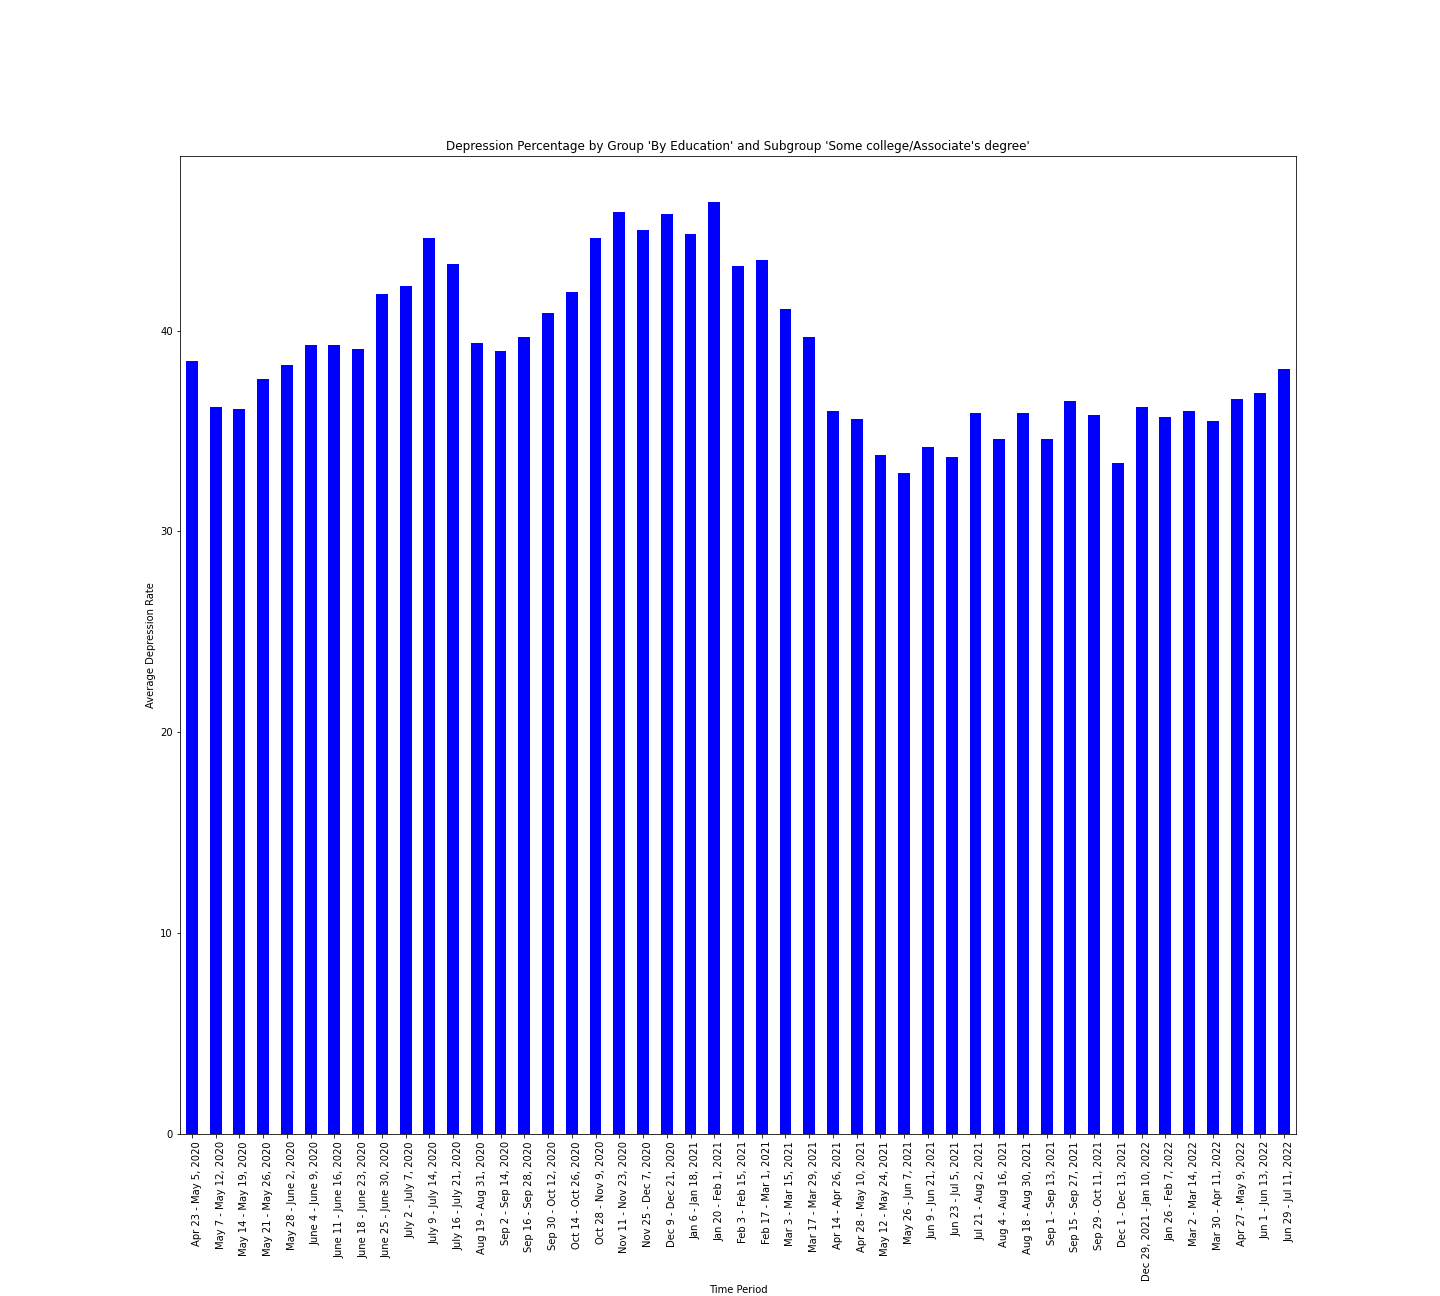 Depression Percentage by Group 'By Education' and Subgroup 'Some college/Associate's degree'
40
30
20
10
0
Average Depression Rate
Apr 23 - May 5, 2020
May 7 - May 12, 2020
May 14 - May 19, 2020
May 21 - May 26, 2020
May 28 - June 2, 2020
June 4 - June 9, 2020
June 11 - June 16, 2020
June 18 - June 23, 2020
June 25 - June 30, 2020
July 2 - July 7, 2020
July 9 - July 14, 2020
July 16 - July 21, 2020
Aug 19 - Aug 31, 2020
Sep 2 - Sep 14, 2020
Sep 16 - Sep 28, 2020
Sep 30 - Oct 12, 2020
Oct 14 - Oct 26, 2020
Oct 28 - Nov 9, 2020
Nov 11 - Nov 23, 2020
Nov 25 - Dec 7, 2020
Dec 9 - Dec 21, 2020
Jan 6 - Jan 18, 2021
Jan 20 - Feb 1, 2021
Feb 3 - Feb 15, 2021
Feb 17 - Mar 1, 2021
Mar 3 - Mar 15, 2021
Mar 17 - Mar 29, 2021
Apr 14 - Apr 26, 2021
Apr 28 - May 10, 2021
May 12 - May 24, 2021
May 26 - Jun 7, 2021
Jun 9 - Jun 21, 2021
Jun 23 - Jul 5, 2021
Jul 21 - Aug 2, 2021
Aug 4 - Aug 16, 2021
Aug 18 - Aug 30, 2021
Sep 1 - Sep 13, 2021
Sep 15 - Sep 27, 2021
Sep 29 - Oct 11, 2021
Dec 1 - Dec 13, 2021
Dec 29, 2021 - Jan 10, 2022
Jan 26 - Feb 7, 2022
Mar 2 - Mar 14, 2022
Mar 30 - Apr 11, 2022
Apr 27 - May 9, 2022
Jun 1 - Jun 13, 2022
Jun 29 - Jul 11, 2022
Time Period